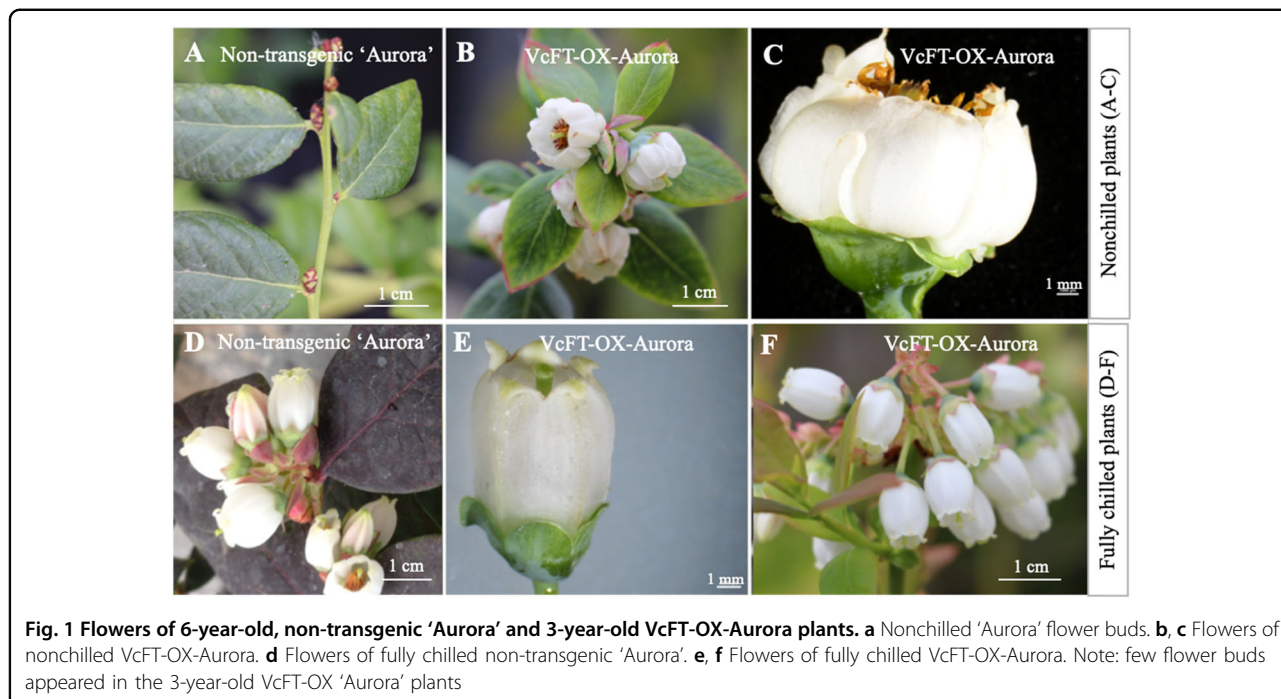 A Non-transgenic ‘Aurora’
B VcFT-OX-Aurora
C VcFT-OX-Aurora
1 cm
1 cm
1 mm
Nonchilled plants (A-C)
D Non-transgenic ‘Aurora’
E VcFT-OX-Aurora
F VcFT-OX-Aurora
1 cm
1 mm
1 cm
Fully chilled plants (D-F)
Fig. 1 Flowers of 6-year-old, non-transgenic ‘Aurora’ and 3-year-old VcFT-OX-Aurora plants. a Nonchilled ‘Aurora’ flower buds. b, c Flowers of
nonchilled VcFT-OX-Aurora. d Flowers of fully chilled non-transgenic ‘Aurora’. e, f Flowers of fully chilled VcFT-OX-Aurora. Note: few flower buds
appeared in the 3-year-old VcFT-OX ‘Aurora’ plants